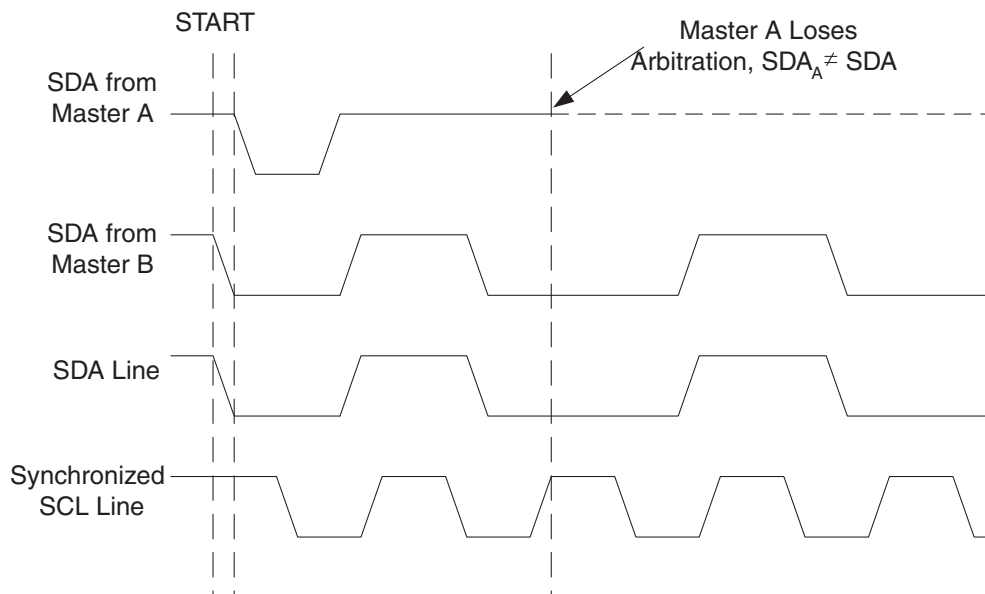 START
Master A Loses
Arbitration, SDA_A ≠ SDA
SDA from
Master A
SDA from
Master B
SDA Line
Synchronized
SCL Line